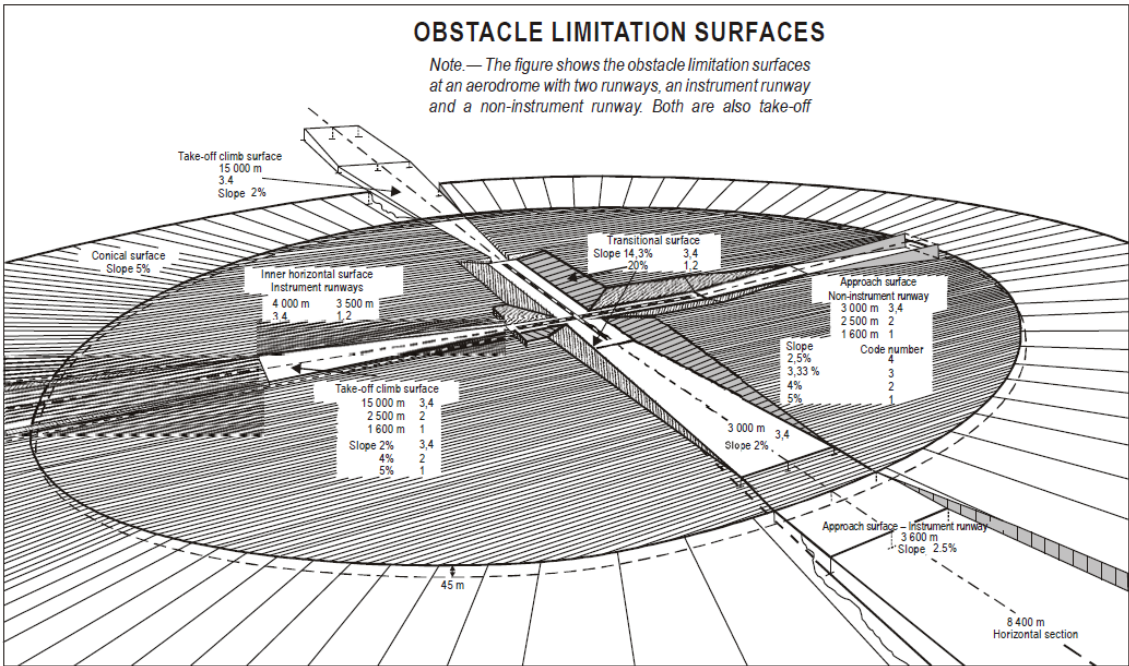 OBSTACLE LIMITATION SURFACES
Note.— The figure shows the obstacle limitation surfaces
at an aerodrome with two runways, an instrument runway
and a non-instrument runway. Both are also take-off
Take-off climb surface
15 000 m
3.4
Slope 2%
Conical surface
Slope 5%
Inner horizontal surface
Instrument runways
4 000 m 3 500 m
3.4 1,2
Transitional surface
Slope 14,3% 3,4
20% 1,2
Approach surface
Non-instrument runway
3 000 m 3,4
2 500 m 2
1 600 m 1
Slope Code number
2,5% 4
3,33 % 3
4% 2
5% 1
Take-off climb surface
15 000 m 3,4
2 500 m 2
1 600 m 1
Slope 2% 3,4
4% 2
5% 1
3 000 m 3,4
Slope 2%
Approach surface – Instrument runway
3 600 m
Slope 2.5%
45 m
8 400 m
Horizontal section